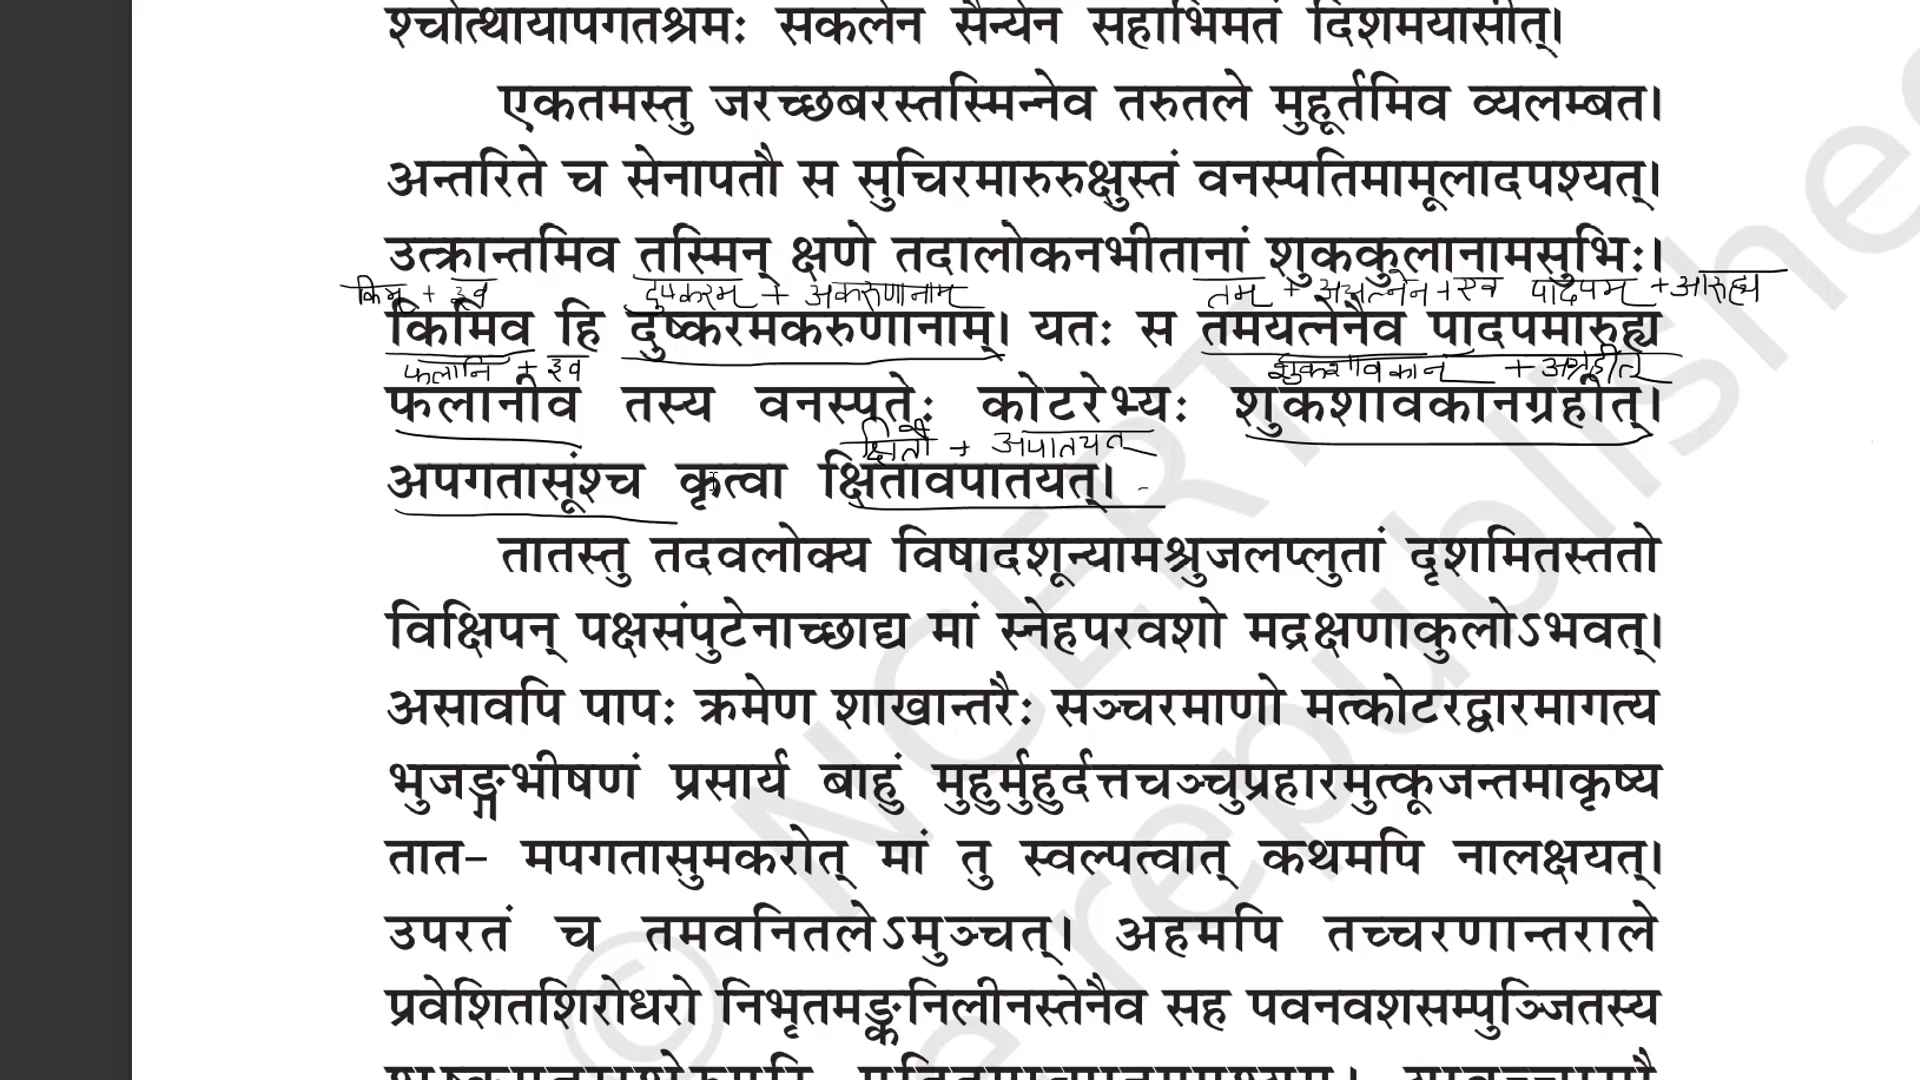 श्चोत्थायापगतश्रमः सकलेन सैन्येन सहाभिमतं दिशमयासीत्।
एकतमस्तु जरच्छबरस्तस्मिन्नेव तरुतले मुहूर्तमिव व्यलम्बत।
अन्तरिते च सेनापतौ स सुचिरमारुरुक्षुस्तं वनस्पतिमामूलादपश्यत्।
उत्क्रान्तमिव तस्मिन् क्षणे तदालोकनभीतानां शुककुलानामसुभिः।
किम् + इव दुष्करम + अकरुणानाम तम + अयत्नेन + एव पादपम + आरुह्य
किमिव हि दुष्करमकरुणानाम्। यतः स तमयत्नेनैव पादपमारुह्य
फलानि + इव शुकशावकान + अग्रहीत
फलानीव तस्य वनस्पतेः कोटरेभ्यः शुकशावकानग्रहीत्।
क्षितौ + अपातयत
अपगतासूंश्च कृत्वा क्षितावपातयत्।
तातस्तु तदवलोक्य विषादशून्यामश्रुजलप्लुतां दृशमितस्ततो
विक्षिपन् पक्षसंपुटेनाच्छाद्य मां स्नेहपरवशो मद्रक्षणाकुलोऽभवत्।
असावपि पापः क्रमेण शाखान्तरैः सञ्चरमाणो मत्कोटरद्वारमागत्य
भुजङ्गभीषणं प्रसार्य बाहुं मुहुर्मुहुर्दत्तचञ्चुप्रहारमुत्कूजन्तमाकृष्य
तात– मपगतासुमकरोत् मां तु स्वल्पत्वात् कथमपि नालक्षयत्।
उपरतं च तमवनितलेऽमुञ्चत्। अहमपि तच्चरणान्तराले
प्रवेशितशिरोधरो निभृतमङ्कनिलीनस्तेनैव सह पवनवशसम्पुञ्जितस्य
© NCERT
republished